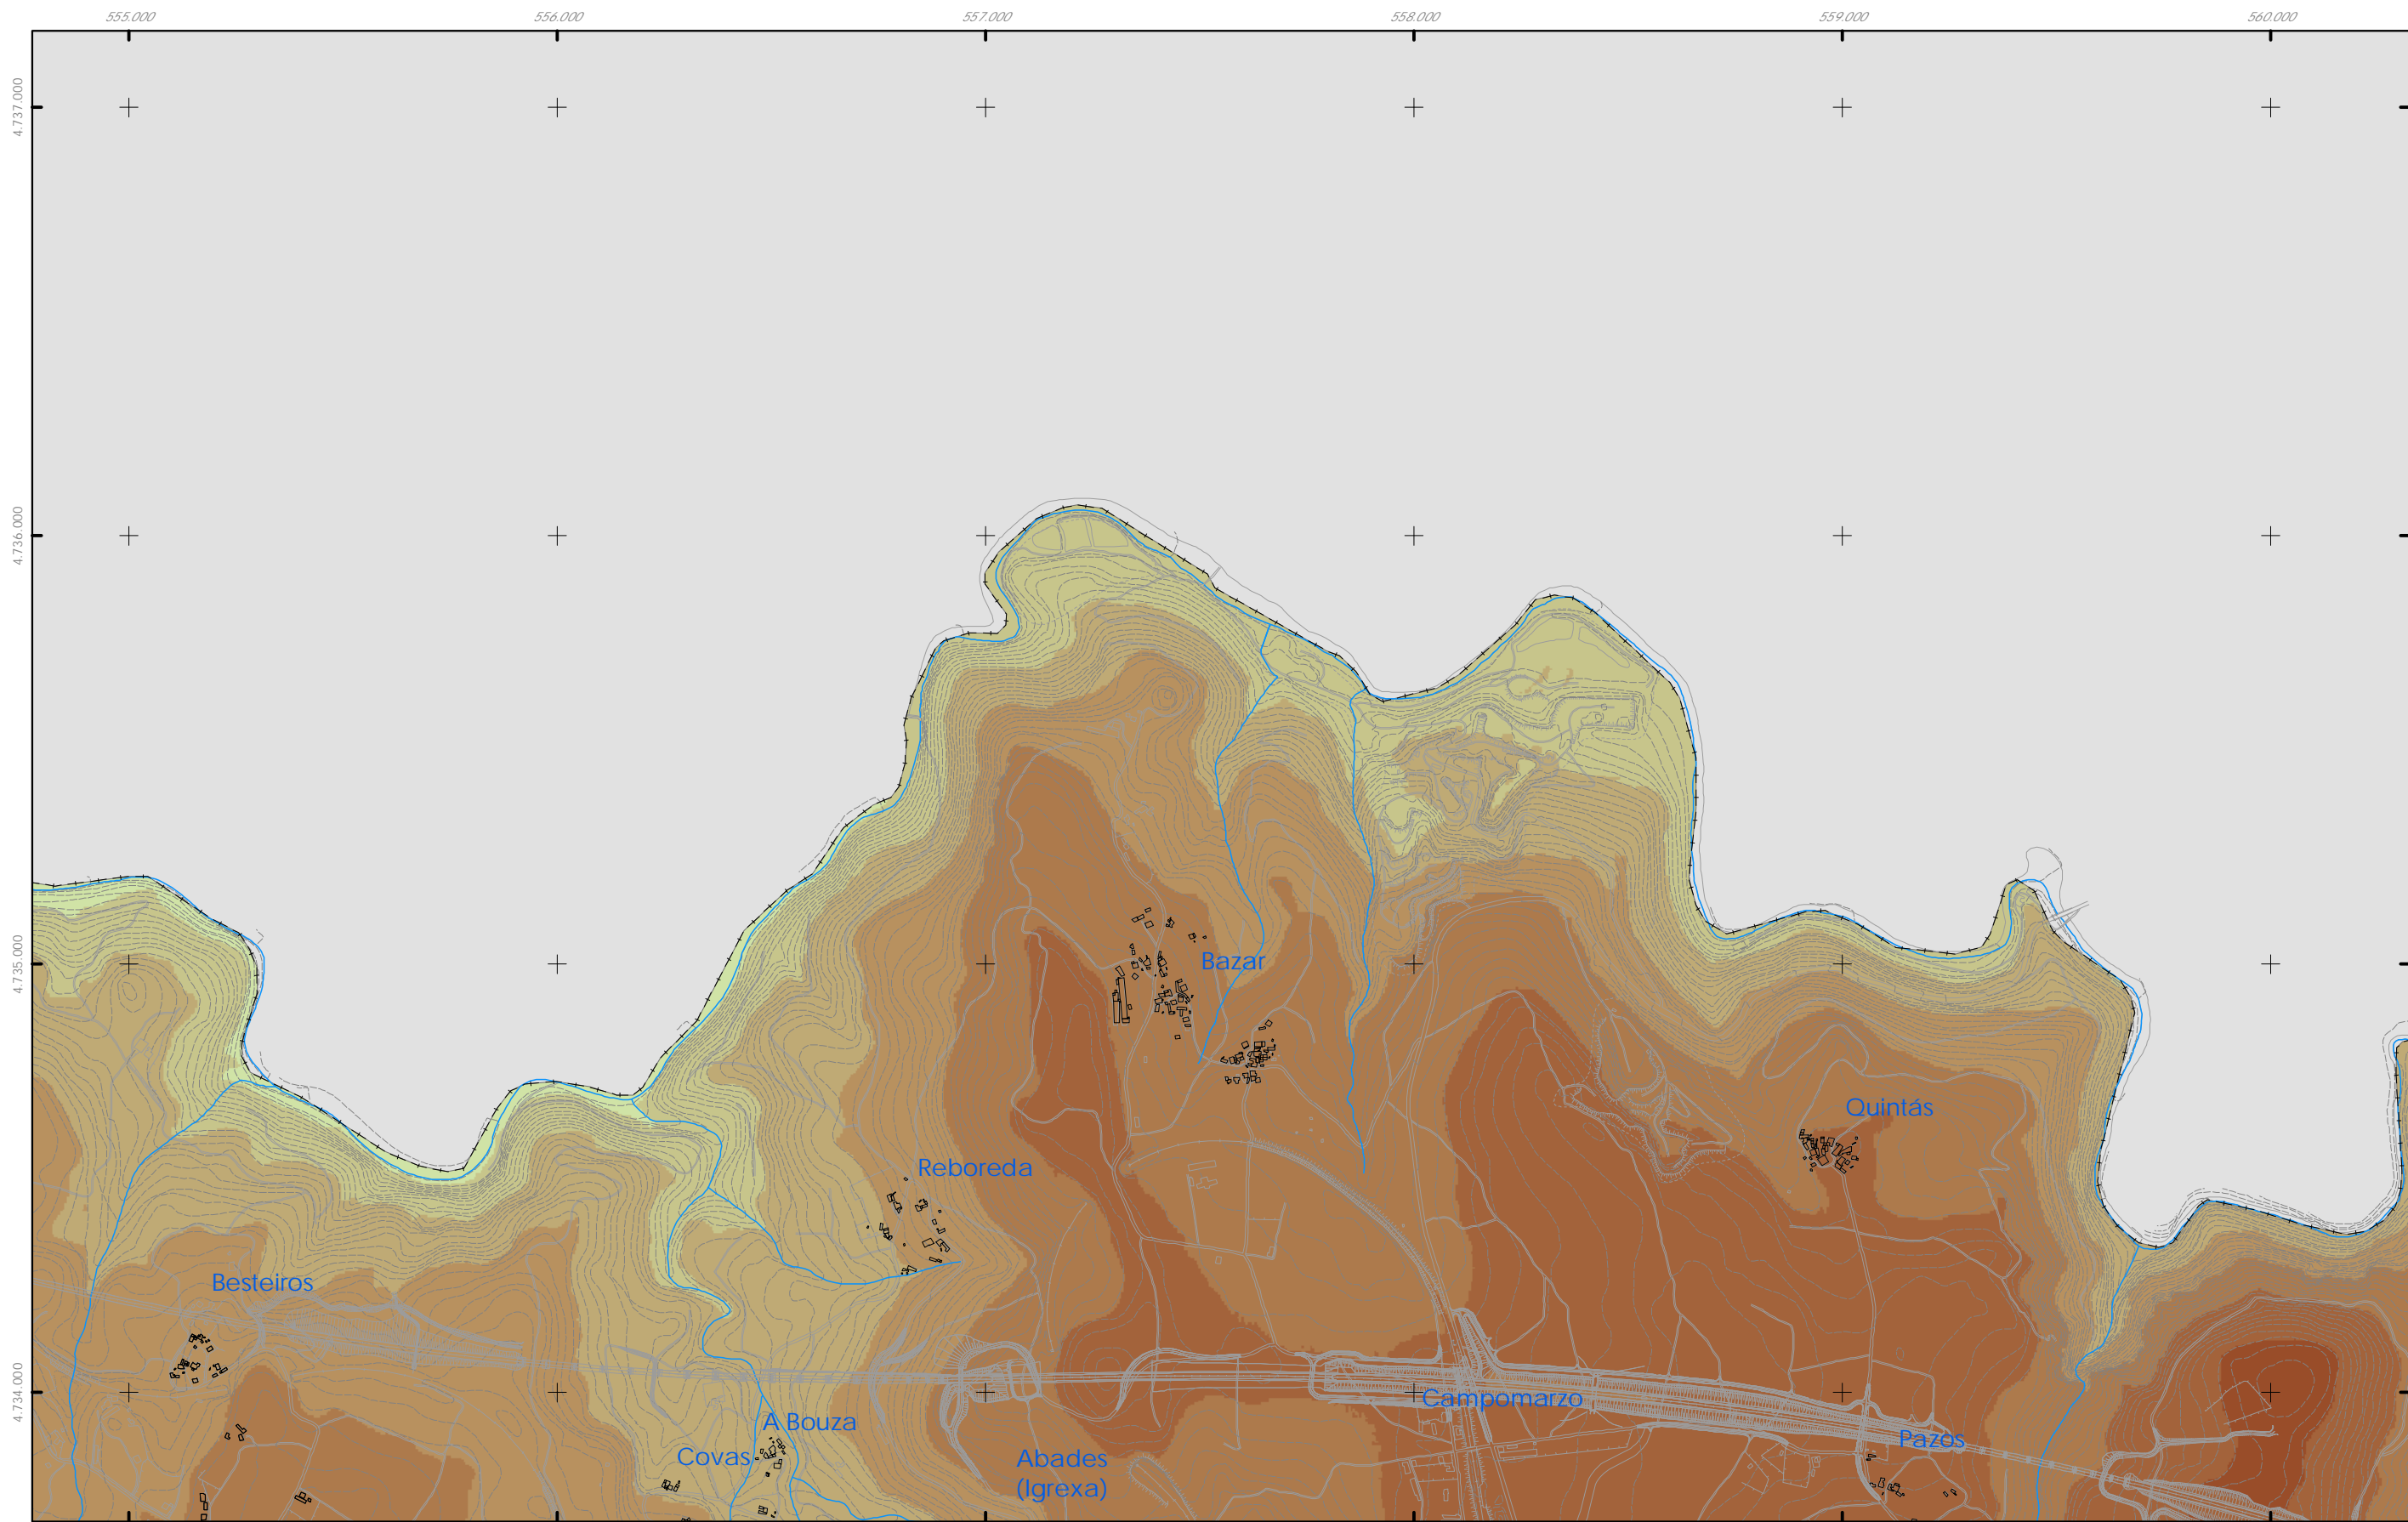 555.000
556.000
557.000
558.000
559.000
560.000
4.737.000
4.736.000
4.735.000
4.734.000
Bazar
Quintás
Reboreda
Besteiros
Campomarzo
A Bouza
Pazos
Covas
Abades
(Igrexa)